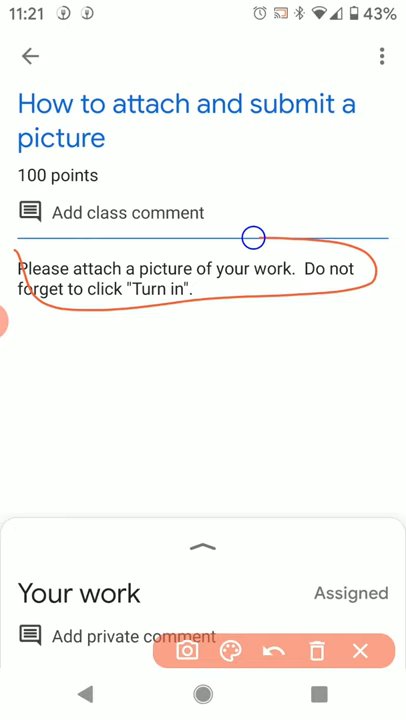 11:21
43%
How to attach and submit a
picture
100 points
Add class comment
Please attach a picture of your work. Do not
forget to click "Turn in".
Your work
Assigned
Add private comment